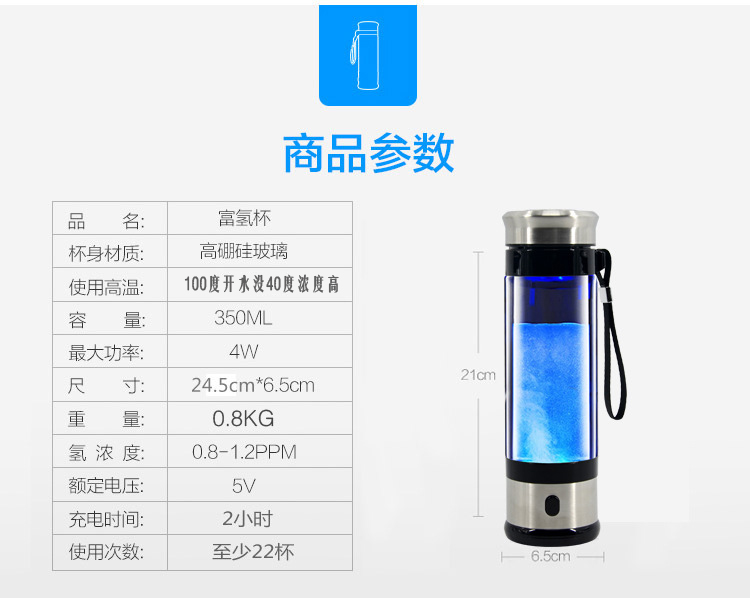 商品参数
品 名: 富氢杯
杯身材质: 高硼硅玻璃
使用高温: 100度开水没40度浓度高
容 量: 350ML
最大功率: 4W
尺 寸: 24.5cm*6.5cm
重 量: 0.8KG
氢 浓 度: 0.8-1.2PPM
额定电压: 5V
充电时间: 2小时
使用次数: 至少22杯
21cm
6.5cm